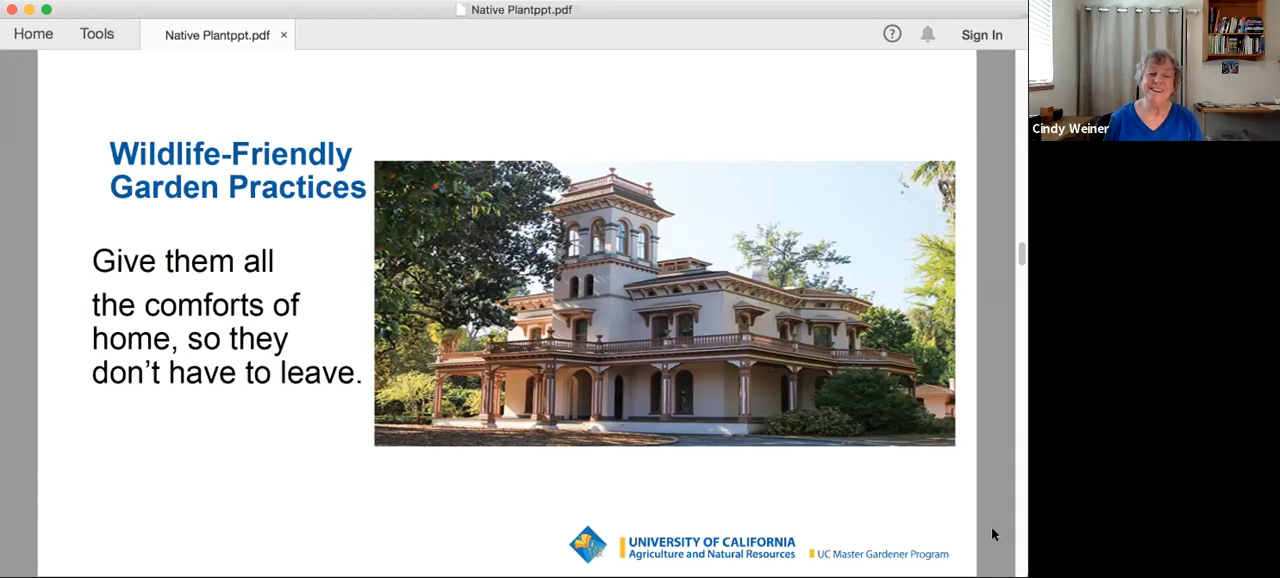 Native Plantppt.pdf
Home Tools Native Plantppt.pdf × ? Sign In
Wildlife-Friendly
Garden Practices
Give them all
the comforts of
home, so they
don’t have to leave.
UNIVERSITY OF CALIFORNIA
Agriculture and Natural Resources UC Master Gardener Program
Cindy Weiner